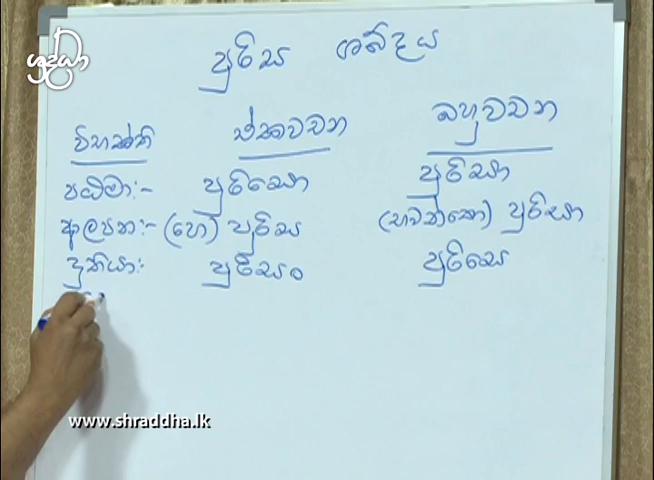 ශ්‍රද්ධා
පුරිස ශබ්දය
විභක්ති ඒකවචන බහුවචන
පඨමා:- පුරිසො පුරිසා
ආලපන:- (හෙ) පුරිස (භවන්තො) පුරිසා
දුතියා:- පුරිසං පුරිසෙ
www.shraddha.lk